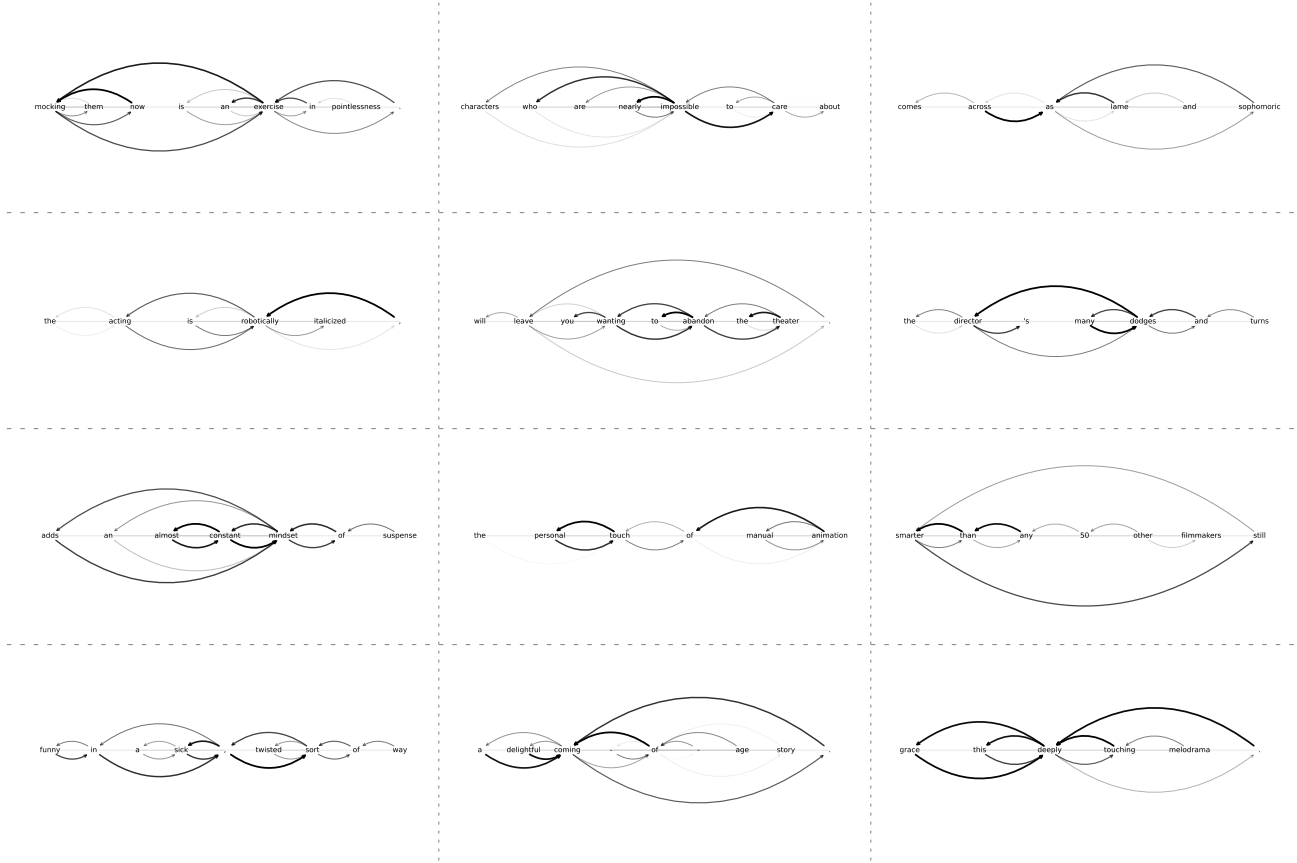 mocking them now is an exercise in pointlessness .
characters who are nearly impossible to care about
comes across as lame and sophomoric
the acting is robotically italicized .
will leave you wanting to abandon the theater .
the director 's many dodges and turns
adds an almost constant mindset of suspense
the personal touch of manual animation
smarter than any 50 other filmmakers still
funny in a sick , twisted sort of way
a delightful coming - of - age story .
grace this deeply touching melodrama .